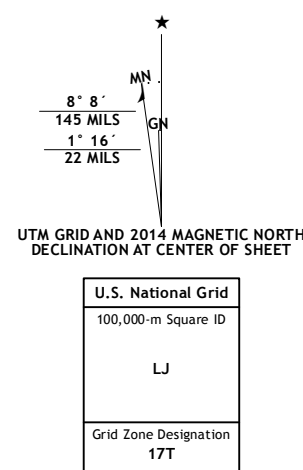 ★
MN
8° 8´
145 MILS
GN
1° 16´
22 MILS
UTM GRID AND 2014 MAGNETIC NORTH
DECLINATION AT CENTER OF SHEET
U.S. National Grid
100,000-m Square ID
LJ
Grid Zone Designation
17T